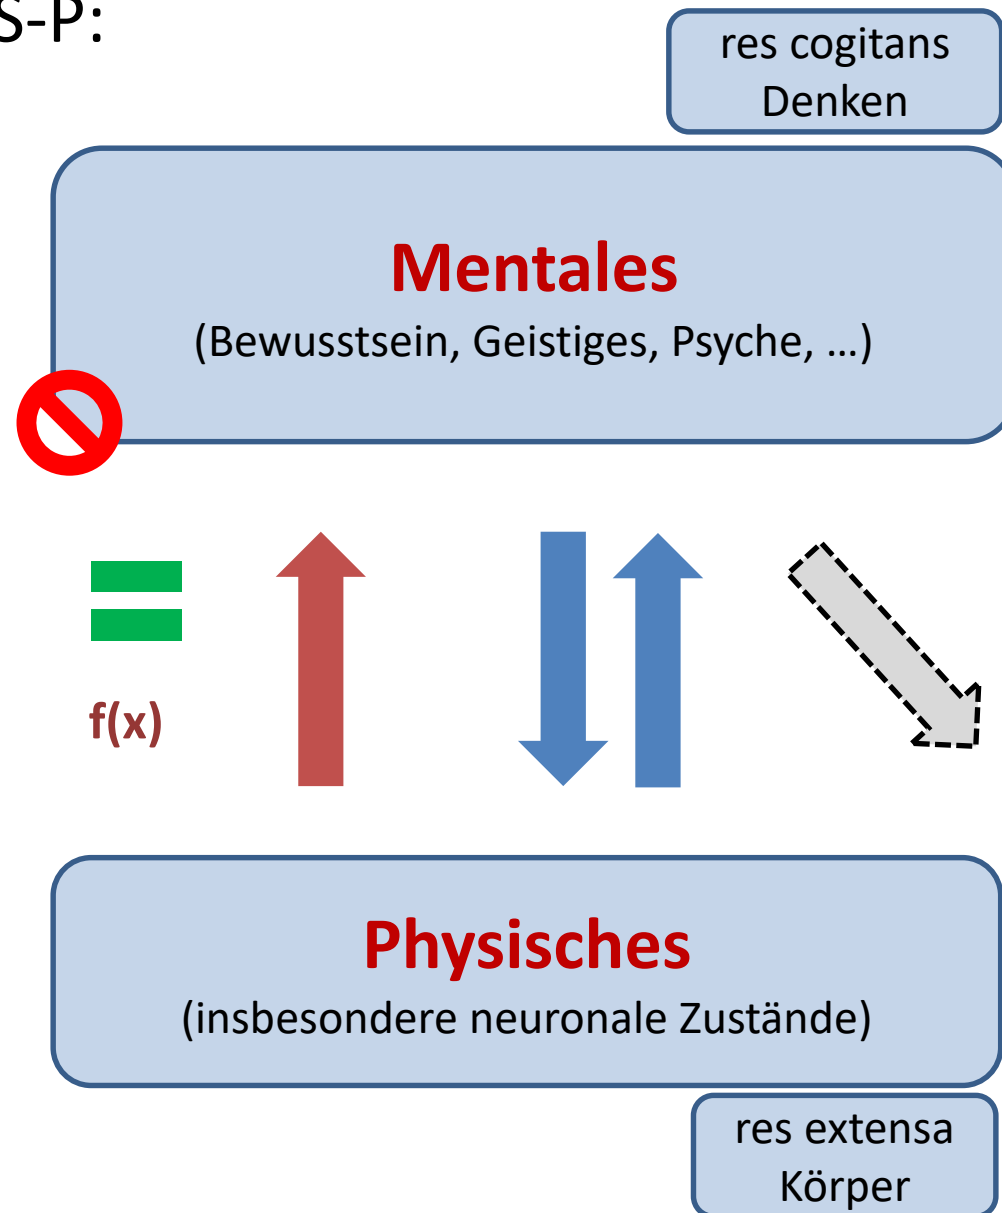 S-P:
res cogitans
Denken
Mentales
(Bewusstsein, Geistiges, Psyche, …)
f(x)
Physisches
(insbesondere neuronale Zustände)
res extensa
Körper